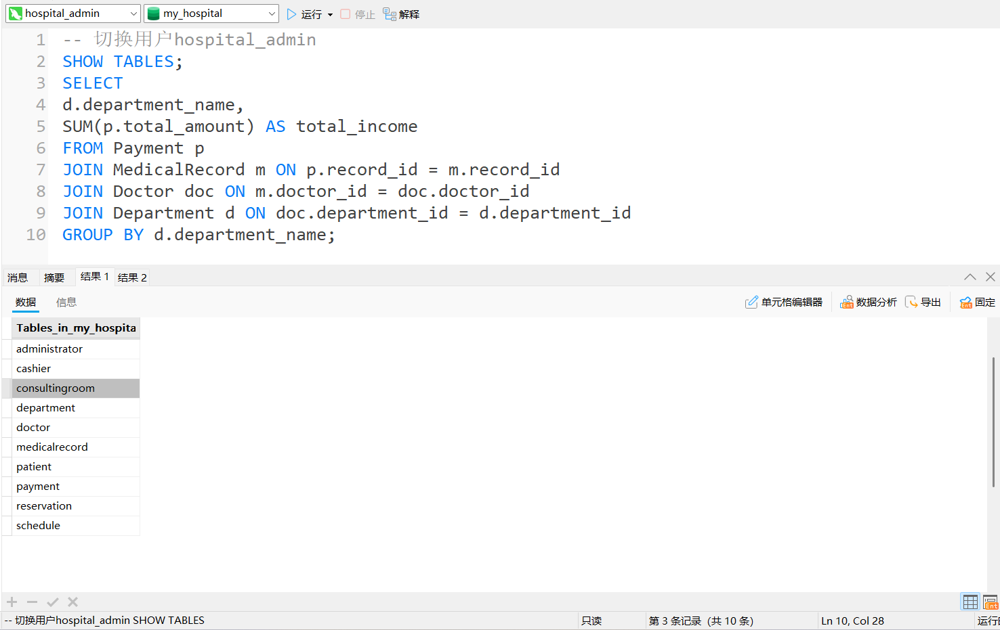 hospital_admin my_hospital 运行 停止 解释
1 -- 切换用户hospital_admin
2 SHOW TABLES;
3 SELECT
4 d.department_name,
5 SUM(p.total_amount) AS total_income
6 FROM Payment p
7 JOIN MedicalRecord m ON p.record_id = m.record_id
8 JOIN Doctor doc ON m.doctor_id = doc.doctor_id
9 JOIN Department d ON doc.department_id = d.department_id
10 GROUP BY d.department_name;
消息 摘要 结果 1 结果 2
数据 信息 单元格编辑器 Ent 数据分析 导出 Ent 固定
Tables_in_my_hospita
administrator
cashier
consultingroom
department
doctor
medicalrecord
patient
payment
reservation
schedule
Ent
-- 切换用户hospital_admin SHOW TABLES 只读 第 3 条记录 (共 10 条) Ln 10, Col 28 运行